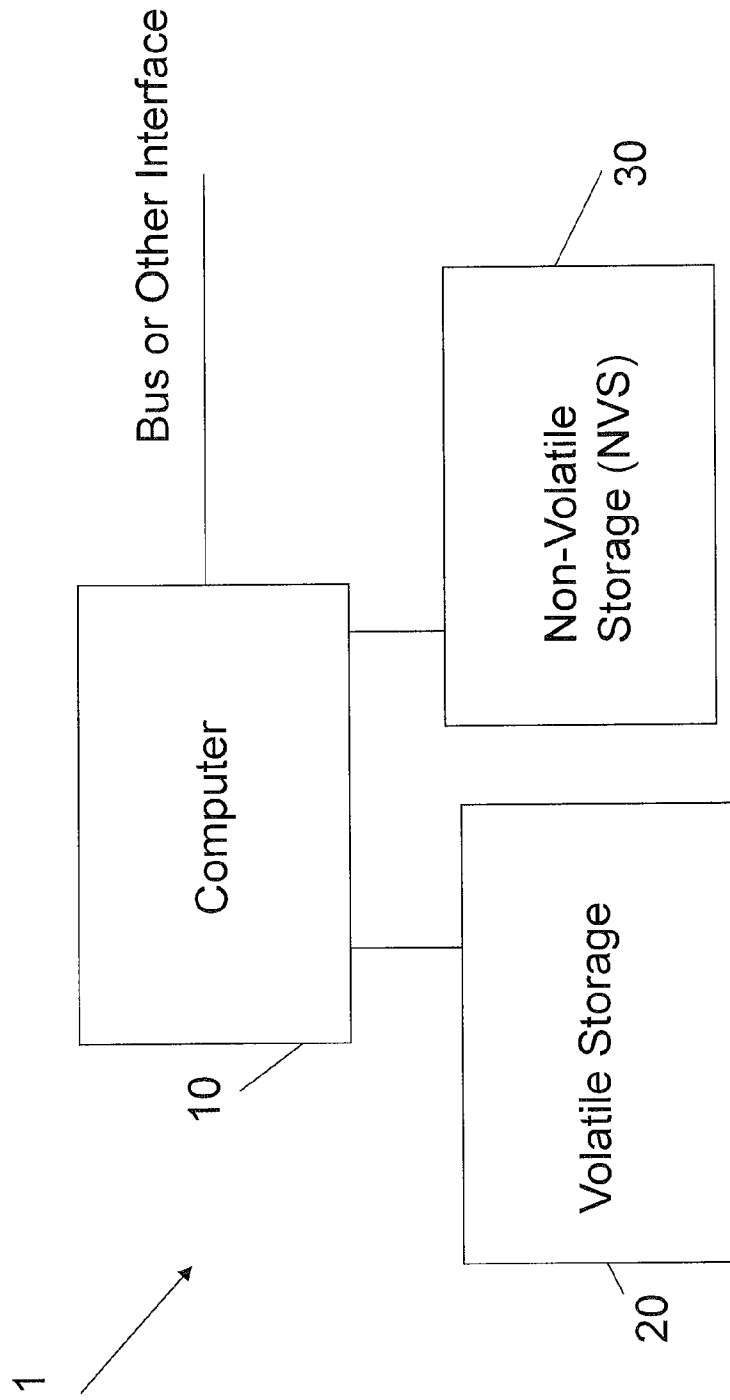 1
Bus or Other Interface
10
Computer
30
20
Volatile Storage
Non-Volatile
Storage (NVS)